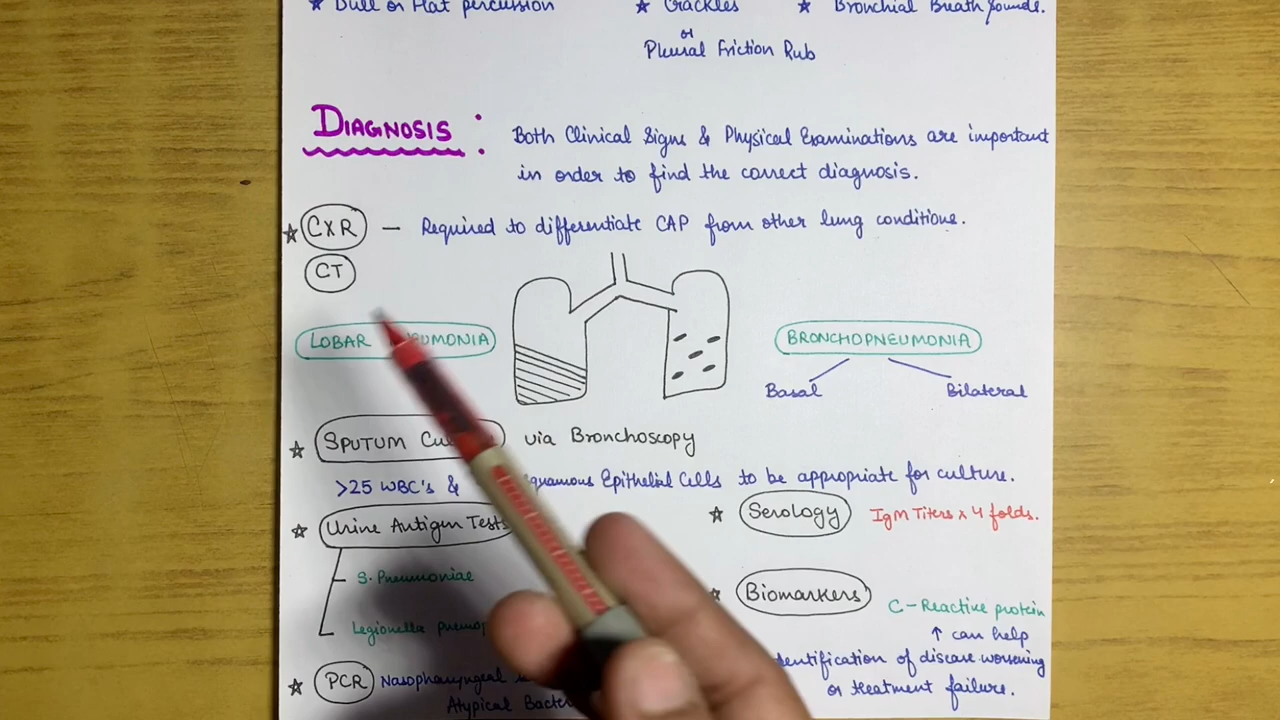 ★ Dull or Flat percussion ★ Crackles ★ Bronchial Breath sounds.
or
Plural Friction Rub
DIAGNOSIS :
Both Clinical Signs & Physical Examinations are important
in order to find the correct diagnosis.
★ CXR — Required to differentiate CAP from other lung conditions.
CT
LOBAR PNEUMONIA
BRONCHOPNEUMONIA
Basal Bilateral
★ SPUTUM via Bronchoscopy
>25 WBC's & Squamous Epithelial Cells to be appropriate for culture.
★ Urine Antigen Tests
S. Pneumoniae
Legionella
★ Serology IgM Titers x 4 folds.
Biomarkers
C-Reactive protein
↑ can help
identification of disease worsening
or treatment failure.
★ PCR Nasopharyngeal
Atypical